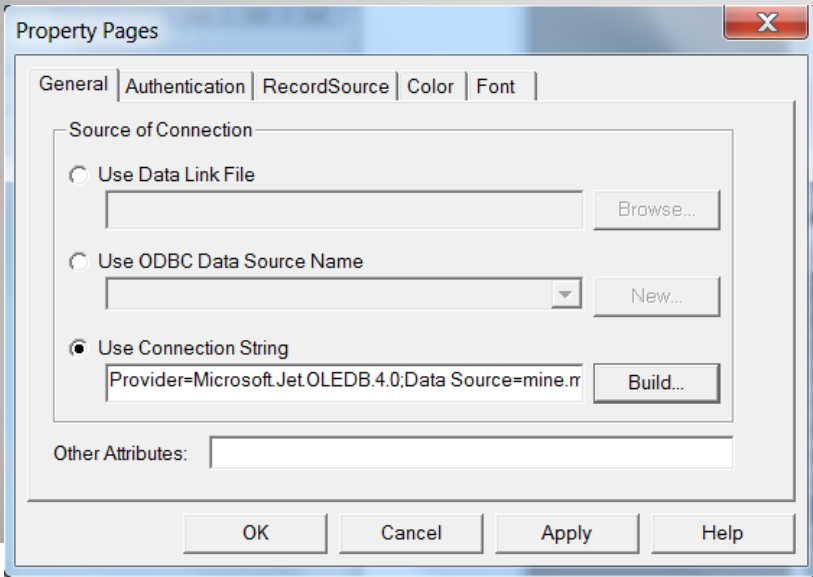 Property Pages
General Authentication RecordSource Color Font
Source of Connection
Use Data Link File
Browse...
Use ODBC Data Source Name
New...
Use Connection String
Provider=Microsoft.Jet.OLEDB.4.0;Data Source=mine.m
Build...
Other Attributes:
OK Cancel Apply Help